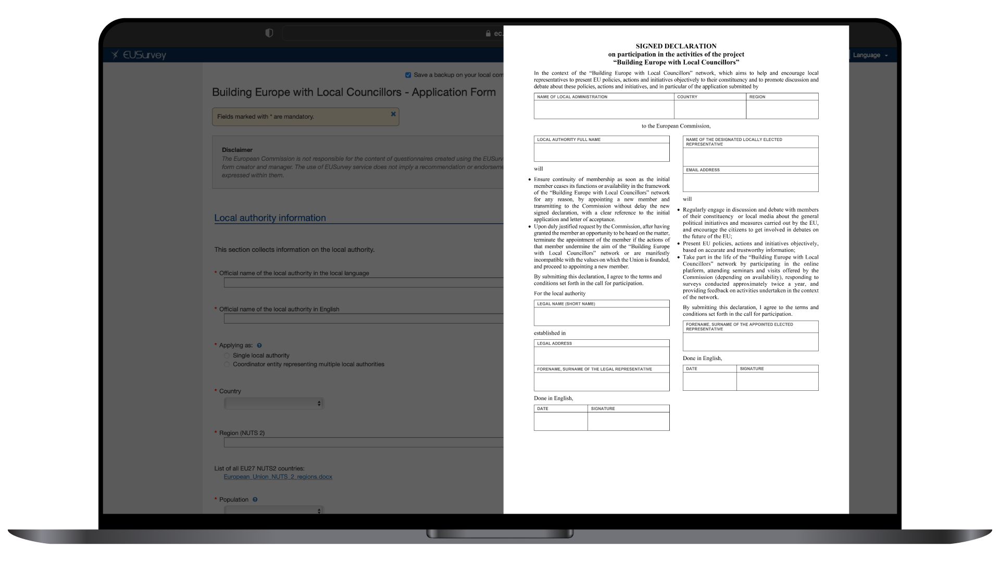 ec.
EUSurvey
Language
Save a backup on your local com
Building Europe with Local Councillors - Application Form
Fields marked with * are mandatory.
Disclaimer
The European Commission is not responsible for the content of questionnaires created using the EUSurv
form creator and manager. The use of EUSurvey service does not imply a recommendation or endorseme
expressed within them.
Local authority information
This section collects information on the local authority.
* Official name of the local authority in the local language
* Official name of the local authority in English
* Applying as:
Single local authority
Coordinator entity representing multiple local authorities
* Country
* Region (NUTS 2)
List of all EU27 NUTS2 countries:
European_Union_NUTS_2_regions.docx
* Population
SIGNED DECLARATION
on participation in the activities of the project
“Building Europe with Local Councillors”
In the context of the “Building Europe with Local Councillors” network, which aims to help and encourage local
representatives to present EU policies, actions and initiatives objectively to their constituency and to promote discussion and
debate about these policies, actions and initiatives, and in particular of the application submitted by
NAME OF LOCAL ADMINISTRATION
COUNTRY
REGION
to the European Commission,
LOCAL AUTHORITY FULL NAME
will
• Ensure continuity of membership as soon as the initial
member ceases its functions or availability in the framework
of the “Building Europe with Local Councillors” network
for any reason, by appointing a new member and
transmitting to the Commission without delay the new
signed declaration, with a clear reference to the initial
application and letter of acceptance.
• Upon duly justified request by the Commission, after having
granted the member an opportunity to be heard on the matter,
terminate the appointment of the member if the actions of
that member undermine the aim of the “Building Europe
with Local Councillors” network or are manifestly
incompatible with the values on which the Union is founded,
and proceed to appointing a new member.
By submitting this declaration, I agree to the terms and
conditions set forth in the call for participation.
For the local authority
LEGAL NAME (SHORT NAME)
established in
LEGAL ADDRESS
FORENAME, SURNAME OF THE LEGAL REPRESENTATIVE
Done in English,
DATE
SIGNATURE
NAME OF THE DESIGNATED LOCALLY ELECTED
REPRESENTATIVE
EMAIL ADDRESS
will
• Regularly engage in discussion and debate with members
of their constituency or local media about the general
political initiatives and measures carried out by the EU,
and encourage the citizens to get involved in debates on
the future of the EU;
• Present EU policies, actions and initiatives objectively,
based on accurate and trustworthy information;
• Take part in the life of the “Building Europe with Local
Councillors” network by participating in the online
platform, attending seminars and visits offered by the
Commission (depending on availability), responding to
surveys conducted approximately twice a year, and
providing feedback on activities undertaken in the context
of the network.
By submitting this declaration, I agree to the terms and
conditions set forth in the call for participation.
FORENAME, SURNAME OF THE APPOINTED ELECTED
REPRESENTATIVE
Done in English,
DATE
SIGNATURE